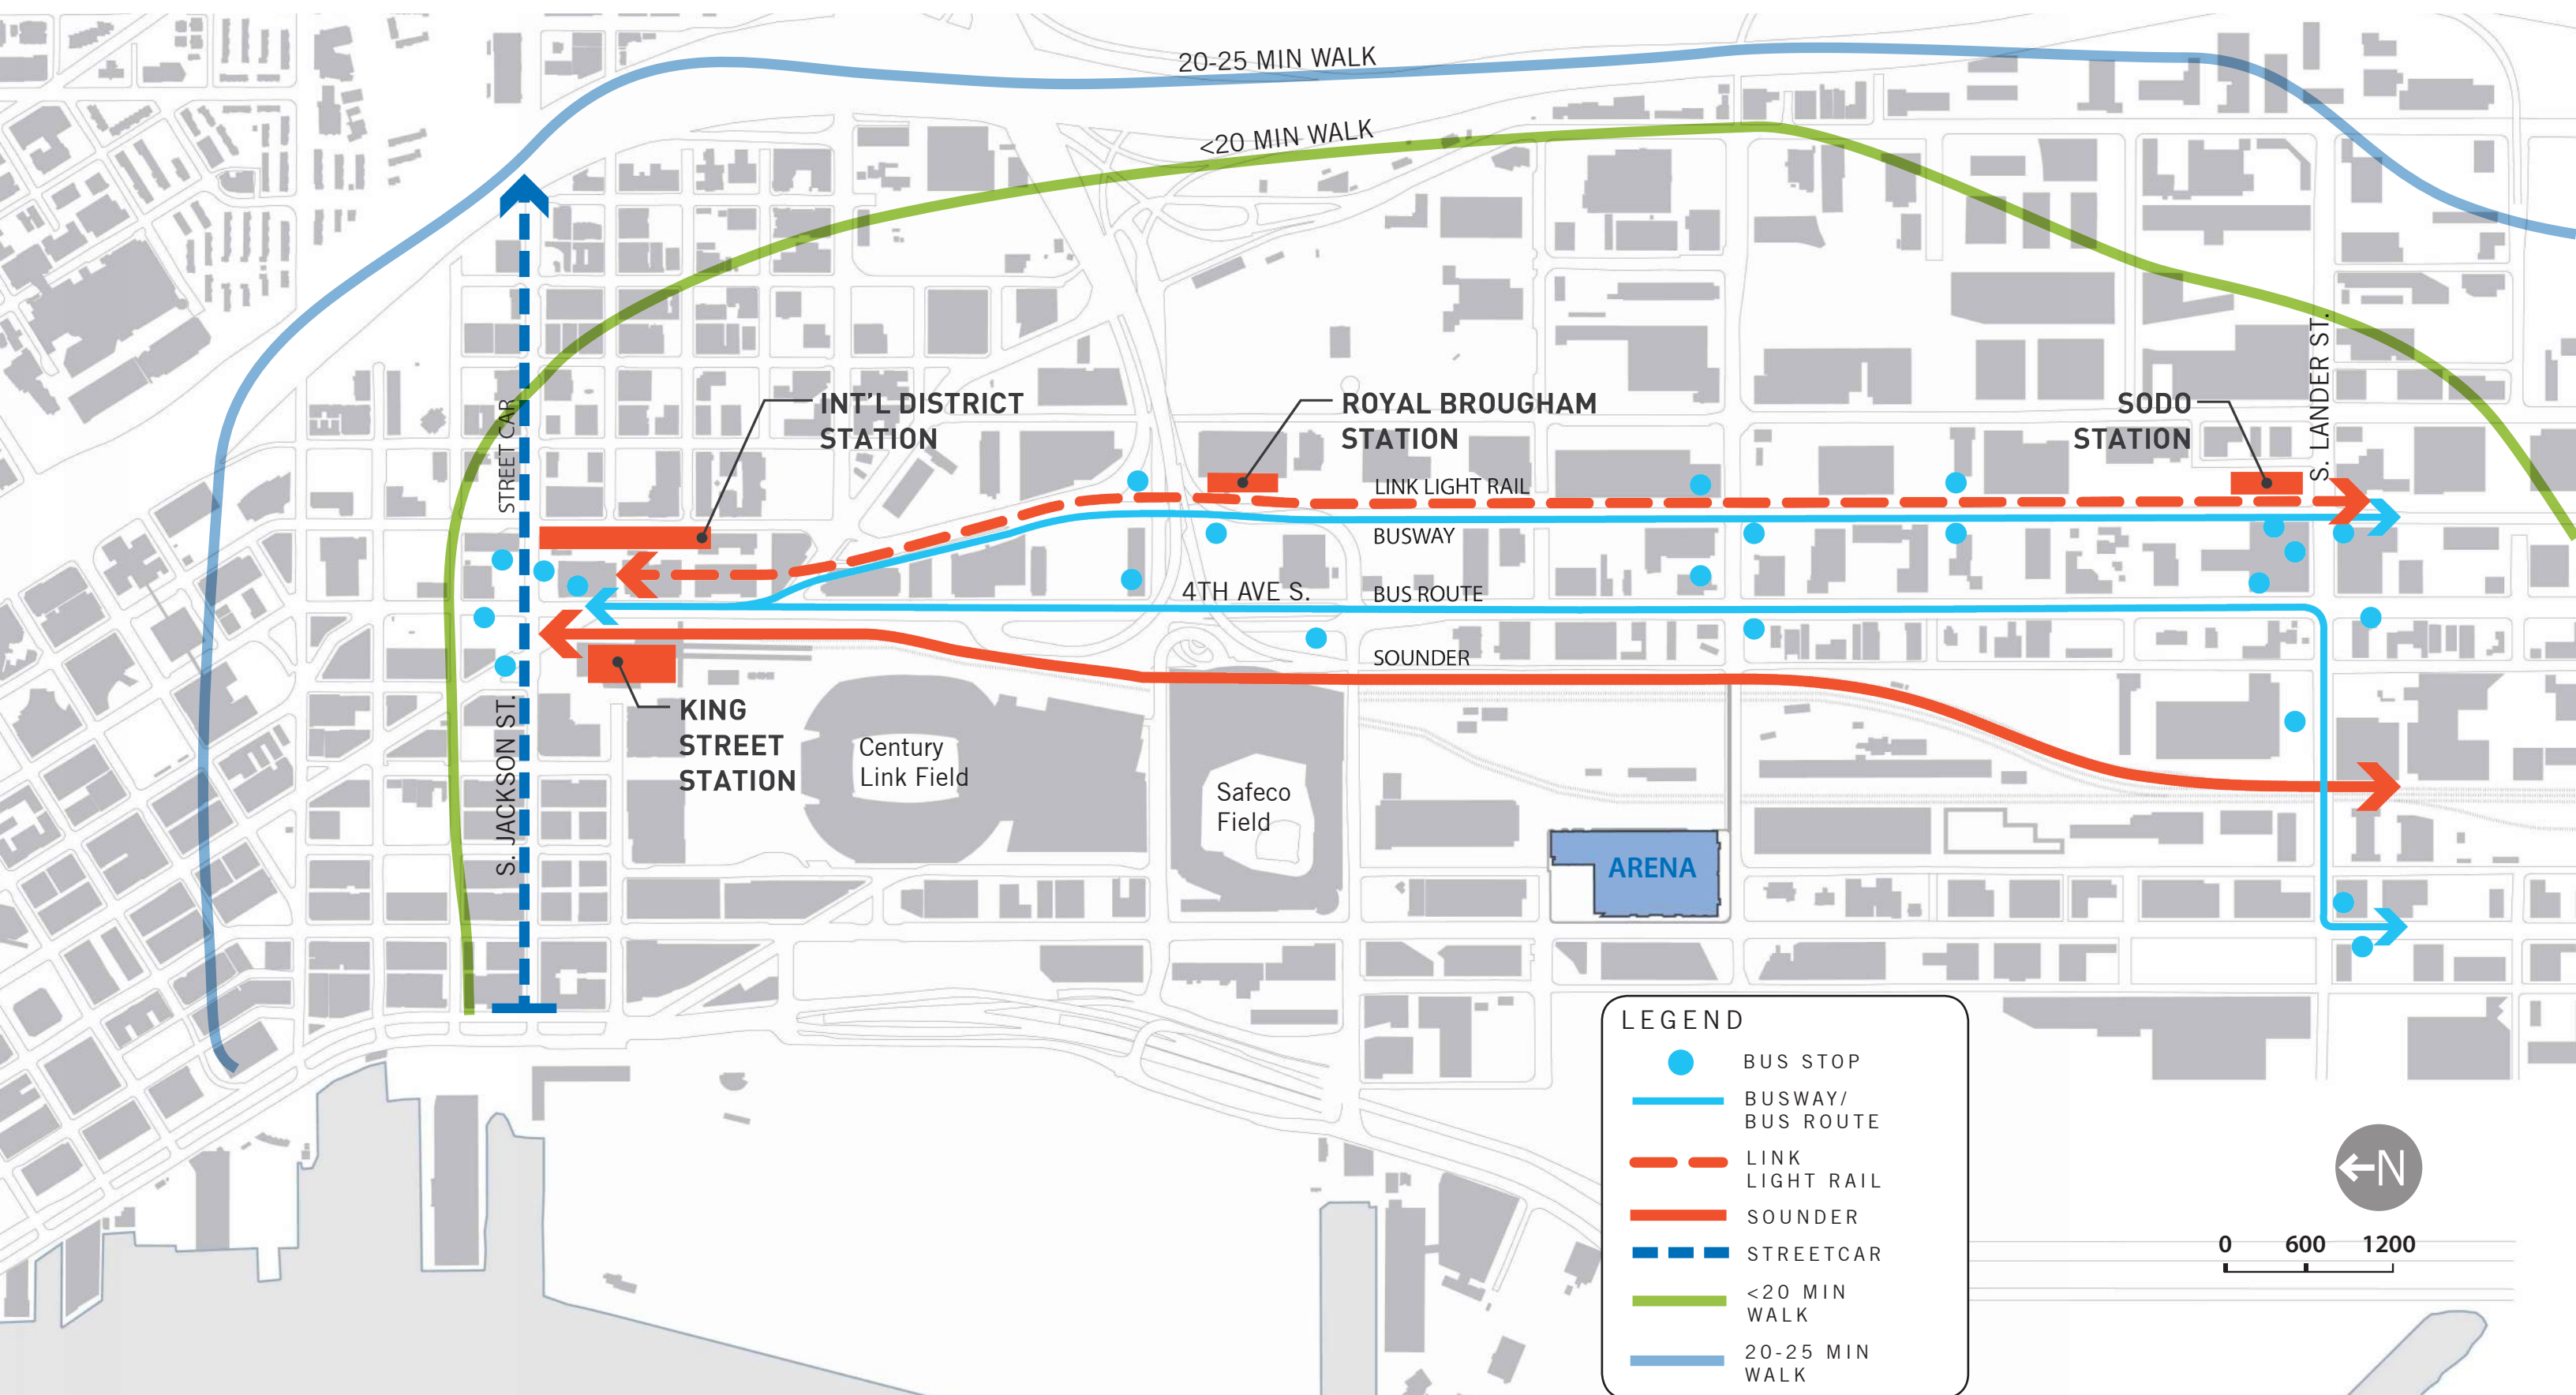 20-25 MIN WALK
<20 MIN WALK
INT'L DISTRICT
STATION
ROYAL BROUGHAM
STATION
SODO
STATION
S. LANDER ST.
STREET CAR
LINK LIGHT RAIL
BUSWAY
4TH AVE S.
BUS ROUTE
SOUNDER
KING
STREET
STATION
S. JACKSON ST.
Century
Link Field
Safeco
Field
ARENA
LEGEND
BUS STOP
BUSWAY/
BUS ROUTE
LINK
LIGHT RAIL
SOUNDER
STREETCAR
<20 MIN
WALK
20-25 MIN
WALK
N
0 600 1200